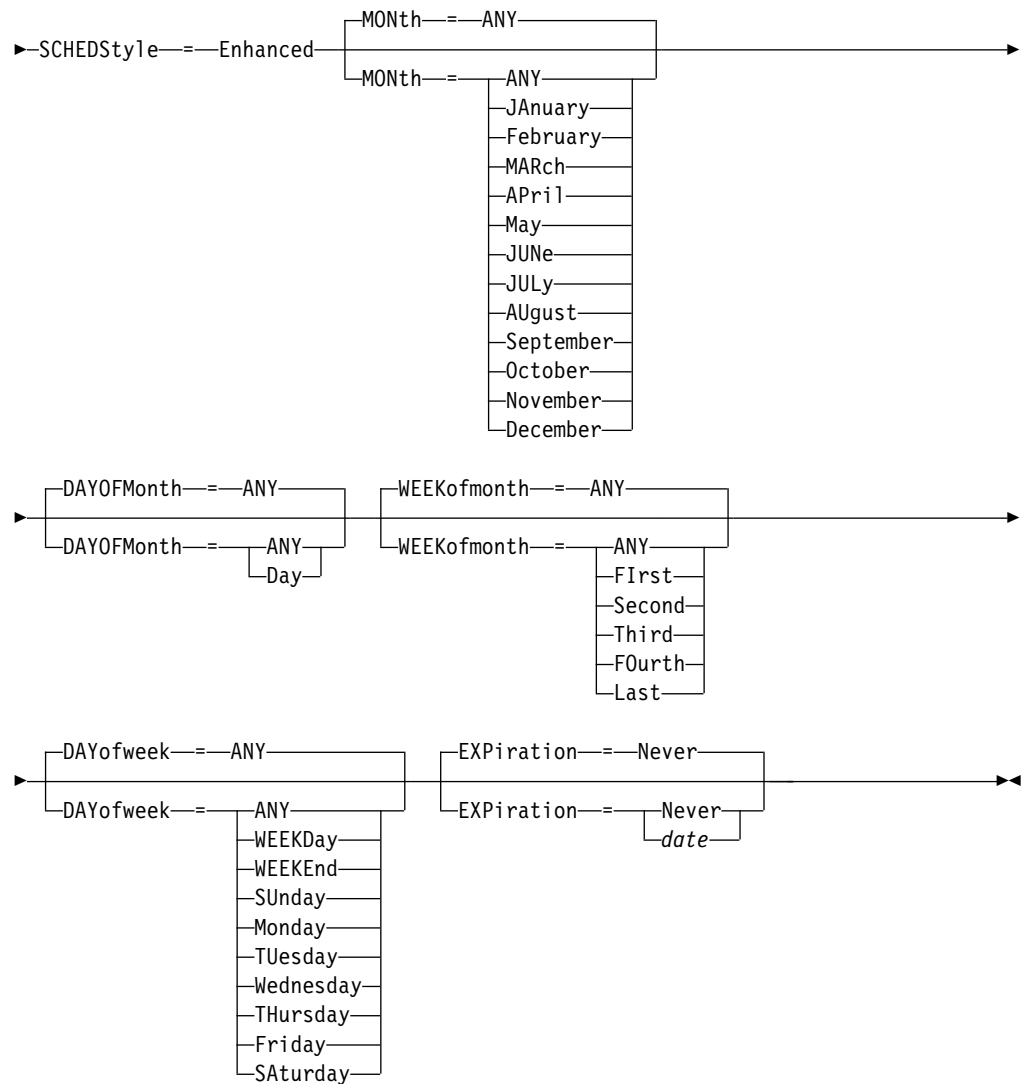 MONth = ANY
SCHEDStyle = Enhanced
MONth = ANY
JAnuary
February
MARch
APril
May
JUNe
JULy
AUgust
September
October
November
December
DAYOFMonth = ANY
WEEKofmonth = ANY
DAYOFMonth = ANY
Day
WEEKofmonth = ANY
FIrst
Second
Third
FOurth
Last
DAYofweek = ANY
EXPiration = Never
DAYofweek = ANY
WEEKDay
WEEKEnd
SUnday
Monday
TUesday
Wednesday
THursday
Friday
SAturday
EXPiration = Never
date